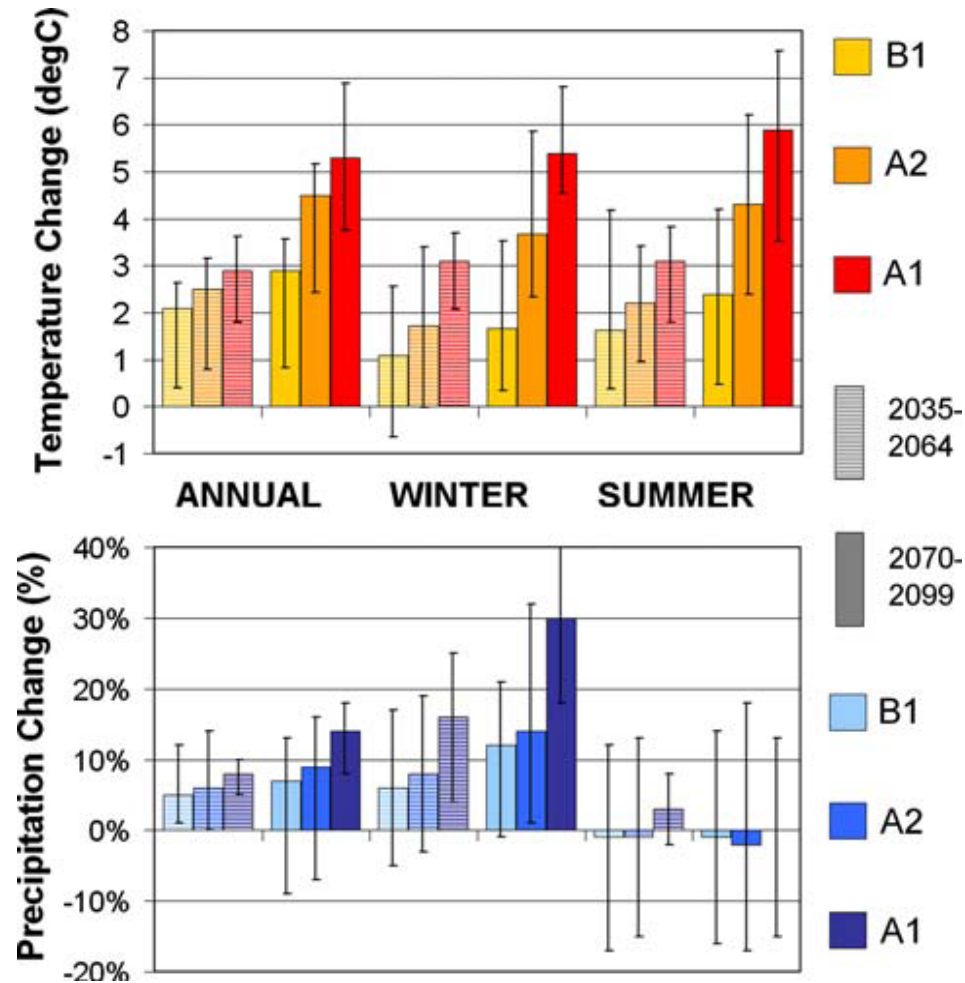 Temperature Change (degC)
8
7
6
5
4
3
2
1
0
-1
ANNUAL WINTER SUMMER
Precipitation Change (%)
40%
30%
20%
10%
0%
-10%
-20%
B1
A2
A1
2035-
2064
2070-
2099
B1
A2
A1